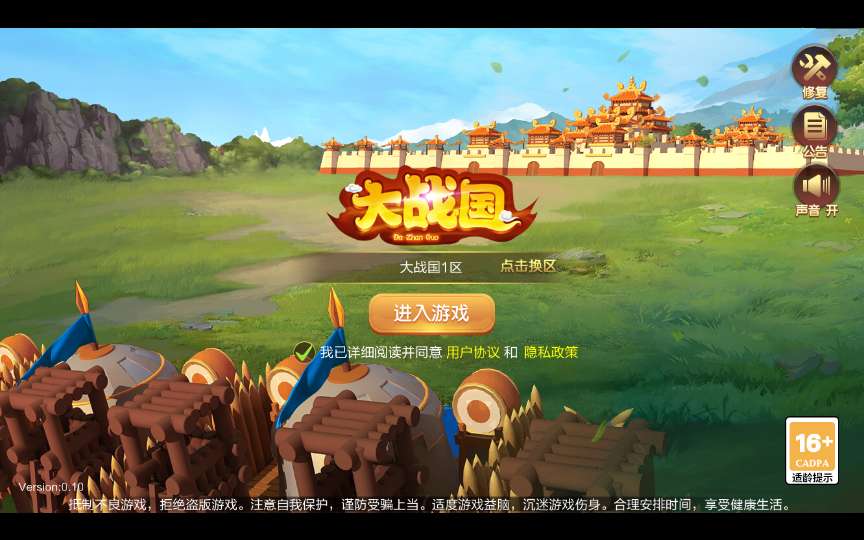 修复
公告
声音 开
大战国
Da Zhan Guo
大战国1区 点击换区
进入游戏
我已详细阅读并同意 用户协议 和 隐私政策
16+
CADPA
适龄提示
Version:0.10
抵制不良游戏，拒绝盗版游戏。注意自我保护，谨防受骗上当。适度游戏益脑，沉迷游戏伤身。合理安排时间，享受健康生活。